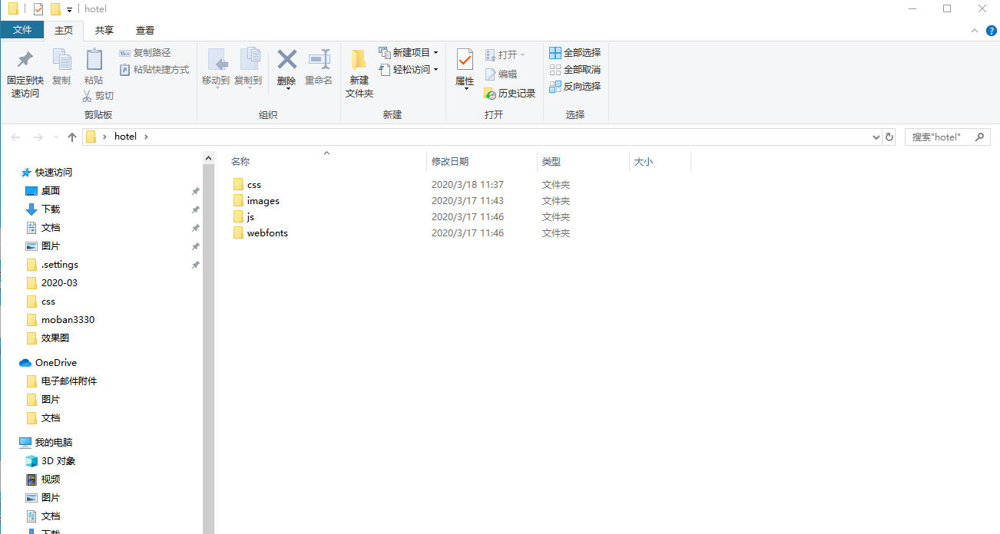 hotel
文件 主页 共享 查看
固定到快速访问
复制
粘贴
复制路径
粘贴快捷方式
剪切
剪贴板
移动到
复制到
删除
重命名
组织
新建文件夹
新建项目
轻松访问
新建
属性
打开
编辑
历史记录
打开
全部选择
全部取消
反向选择
选择
hotel
搜索"hotel"
快速访问
桌面
下载
文档
图片
.settings
2020-03
css
moban3330
效果图
OneDrive
电子邮件附件
图片
文档
我的电脑
3D 对象
视频
图片
文档
下载
名称 修改日期 类型 大小
css 2020/3/18 11:37 文件夹
images 2020/3/17 11:43 文件夹
js 2020/3/17 11:46 文件夹
webfonts 2020/3/17 11:46 文件夹